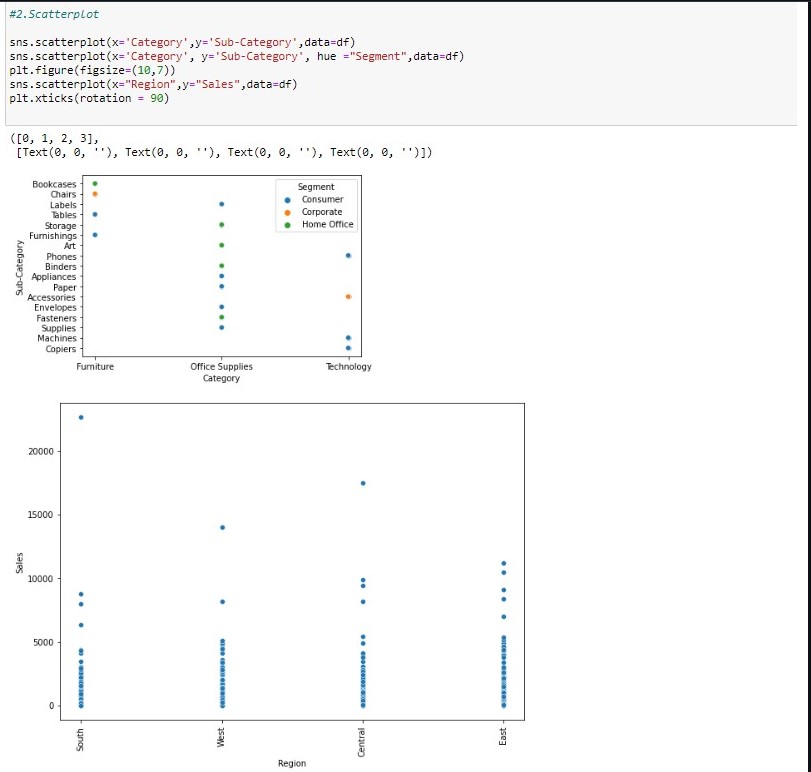 #2.Scatterplot
sns.scatterplot(x='Category',y='Sub-Category',data=df)
sns.scatterplot(x='Category', y='Sub-Category', hue ="Segment",data=df)
plt.figure(figsize=(10,7))
sns.scatterplot(x="Region",y="Sales",data=df)
plt.xticks(rotation = 90)
([0, 1, 2, 3],
[Text(0, 0, ''), Text(0, 0, ''), Text(0, 0, ''), Text(0, 0, '')])
Sub-Category
Bookcases
Chairs
Labels
Tables
Storage
Furnishings
Art
Phones
Binders
Appliances
Paper
Accessories
Envelopes
Fasteners
Supplies
Machines
Copiers
Segment
Consumer
Corporate
Home Office
Furniture
Office Supplies
Technology
Category
Sales
20000
15000
10000
5000
0
South
West
Central
East
Region